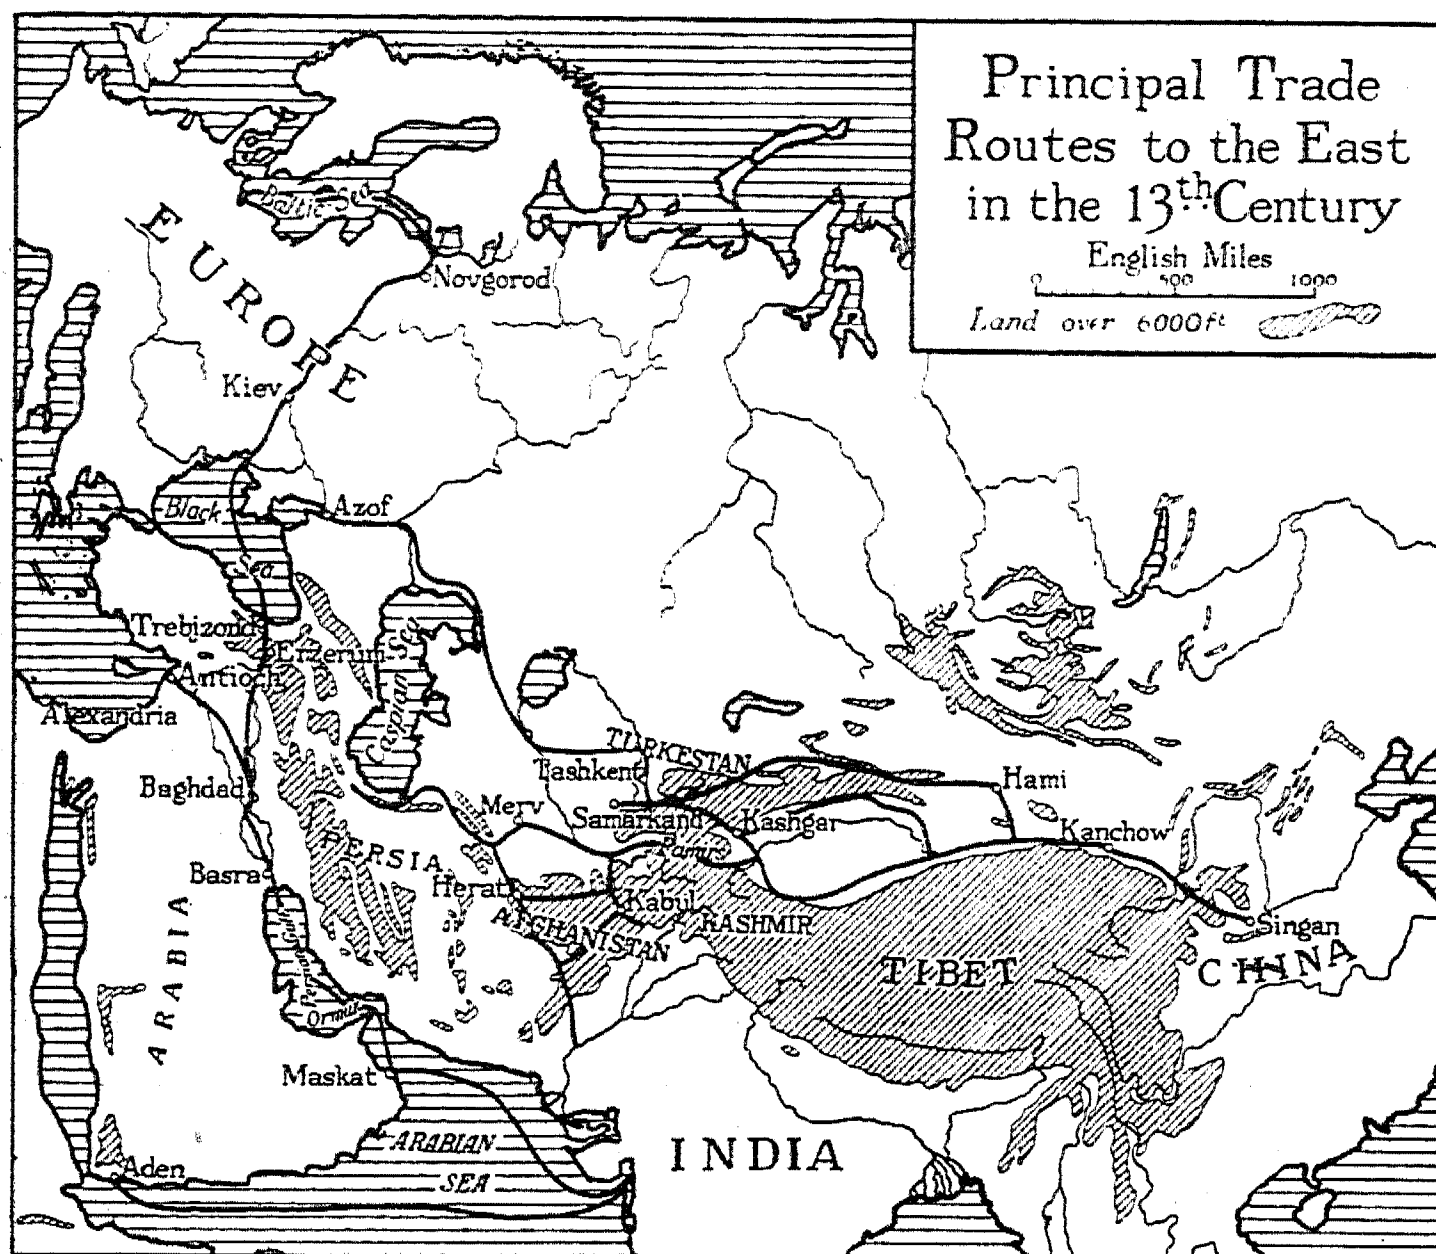 Principal Trade
Routes to the East
in the 13th Century
English Miles
0 500 1000
Land over 6000ft
EUROPE
Baltic Sea
Novgorod
Kiev
Black Sea
Azof
Trebizond
Erzerum
Antioch
Alexandria
Caspian Sea
TURKESTAN
Tashkent
Hami
Baghdad
Merv
Samarkand
Kashgar
Kanchow
Pamir
PERSIA
Basra
Herat
Kabul
AFGHANISTAN
KASHMIR
Singan
CHINA
TIBET
ARABIA
Persian Gulf
Ormuz
Maskat
INDIA
ARABIAN
SEA
Aden